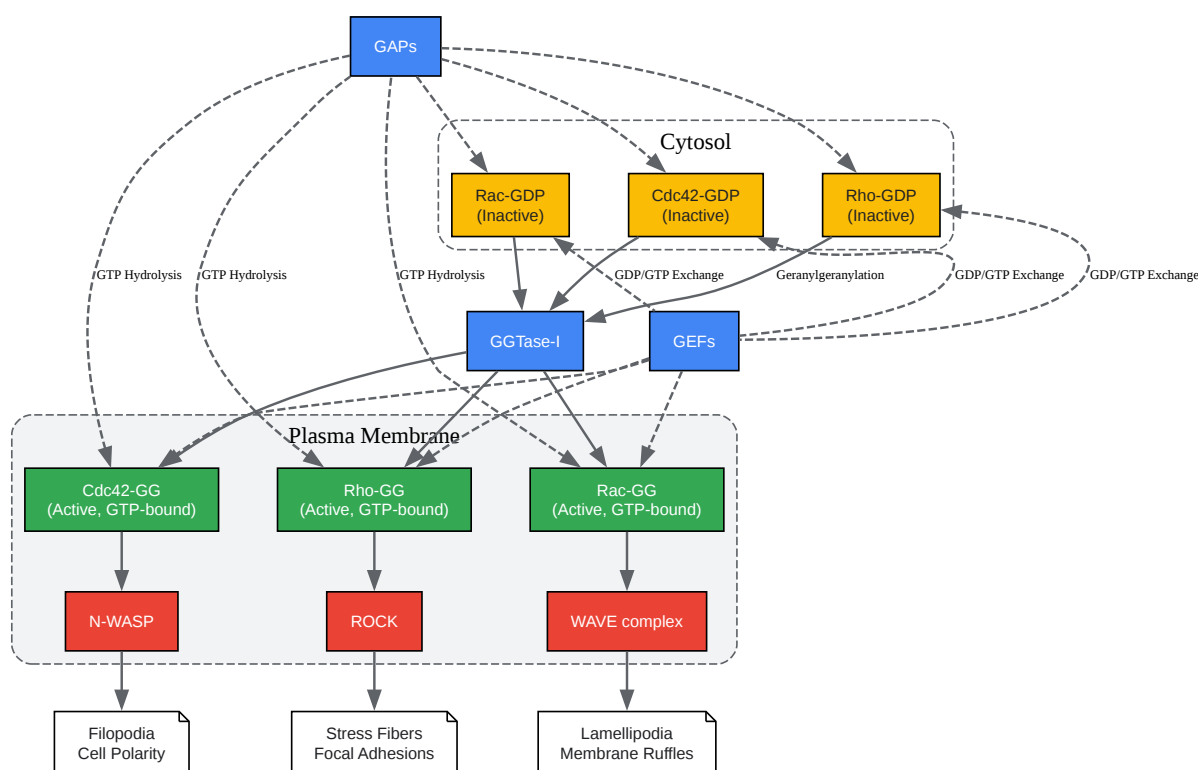 GAPs
Cytosol
Rac-GDP
(Inactive)
Cdc42-GDP
(Inactive)
Rho-GDP
(Inactive)
GTP Hydrolysis
GTP Hydrolysis
GTP Hydrolysis
GDP/GTP Exchange
Geranylgeranylation
GDP/GTP Exchange
GDP/GTP Exchange
GGTase-I
GEFs
Plasma Membrane
Cdc42-GG
(Active, GTP-bound)
Rho-GG
(Active, GTP-bound)
Rac-GG
(Active, GTP-bound)
N-WASP
ROCK
WAVE complex
Filopodia
Cell Polarity
Stress Fibers
Focal Adhesions
Lamellipodia
Membrane Ruffles